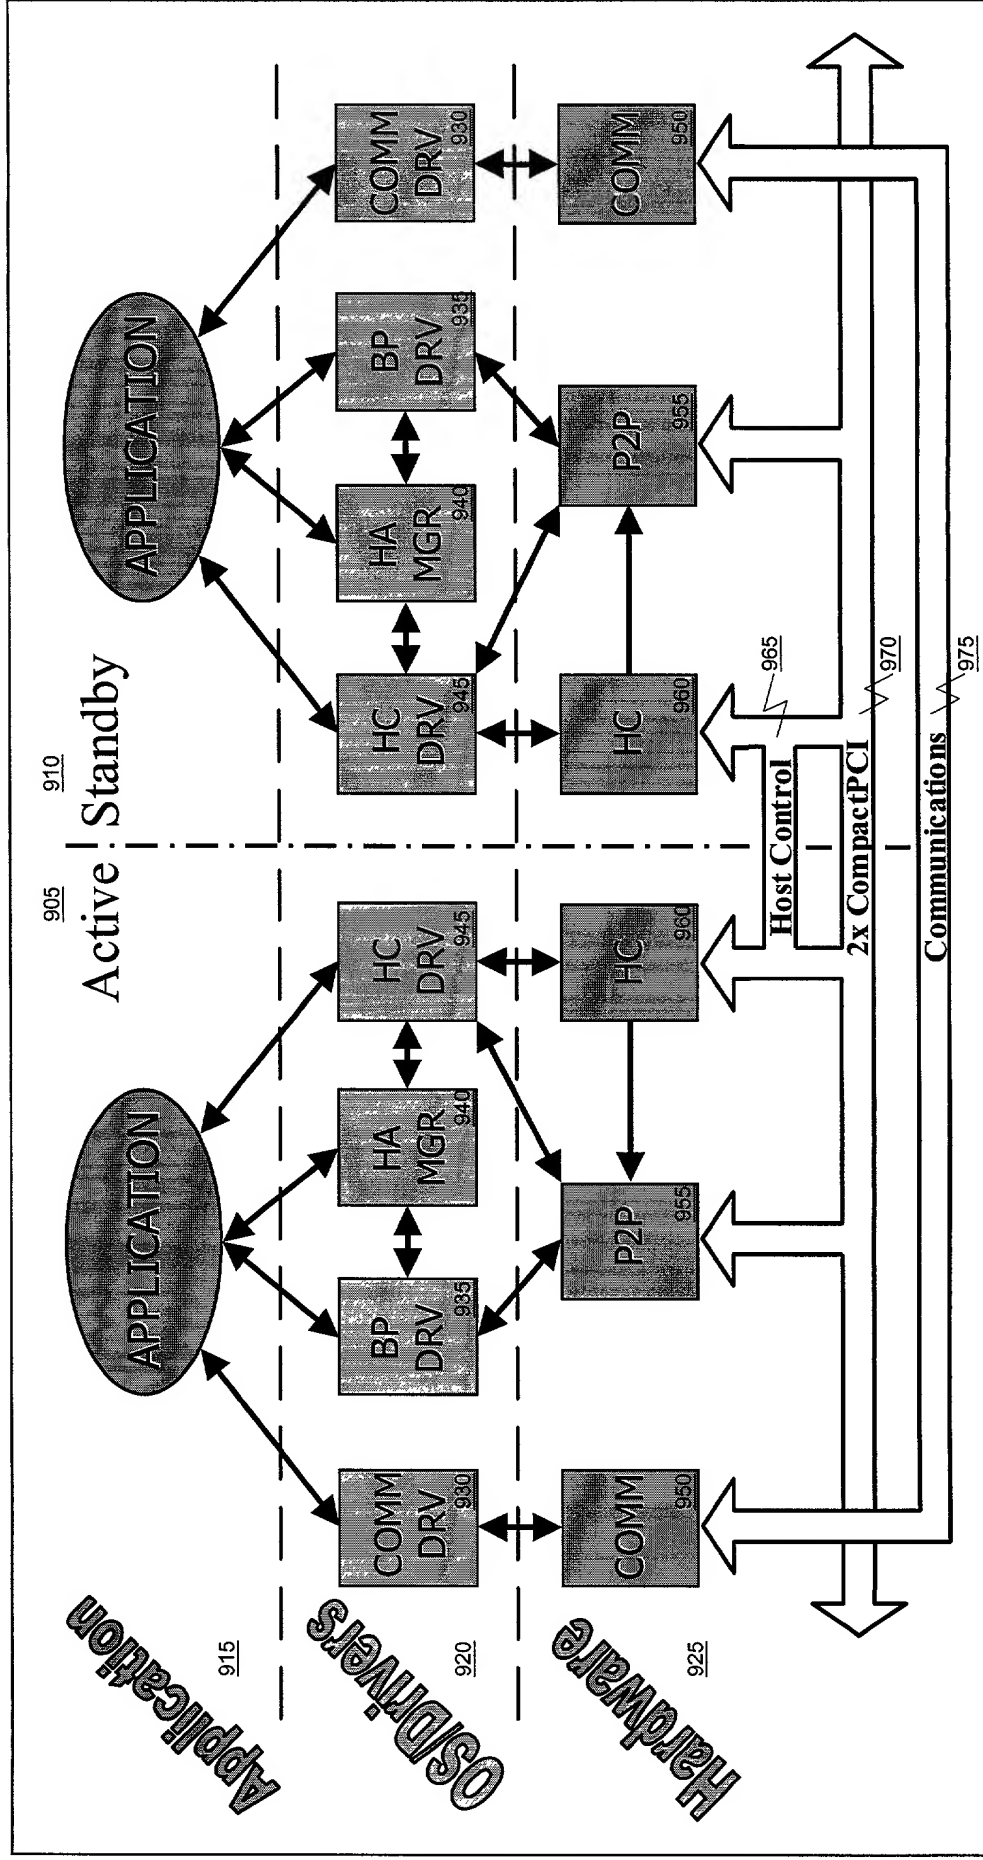 905
Active
910
Standby
Application
915
APPLICATION
APPLICATION
OS/Drivers
920
COMM
DRV
930
BP
DRV
935
HA
MGR
940
HC
DRV
945
HC
DRV
945
HA
MGR
940
BP
DRV
935
COMM
DRV
930
Hardware
925
COMM
950
P2P
955
HC
960
HC
960
P2P
955
COMM
950
Host Control
965
2x CompactPCI
970
Communications
975